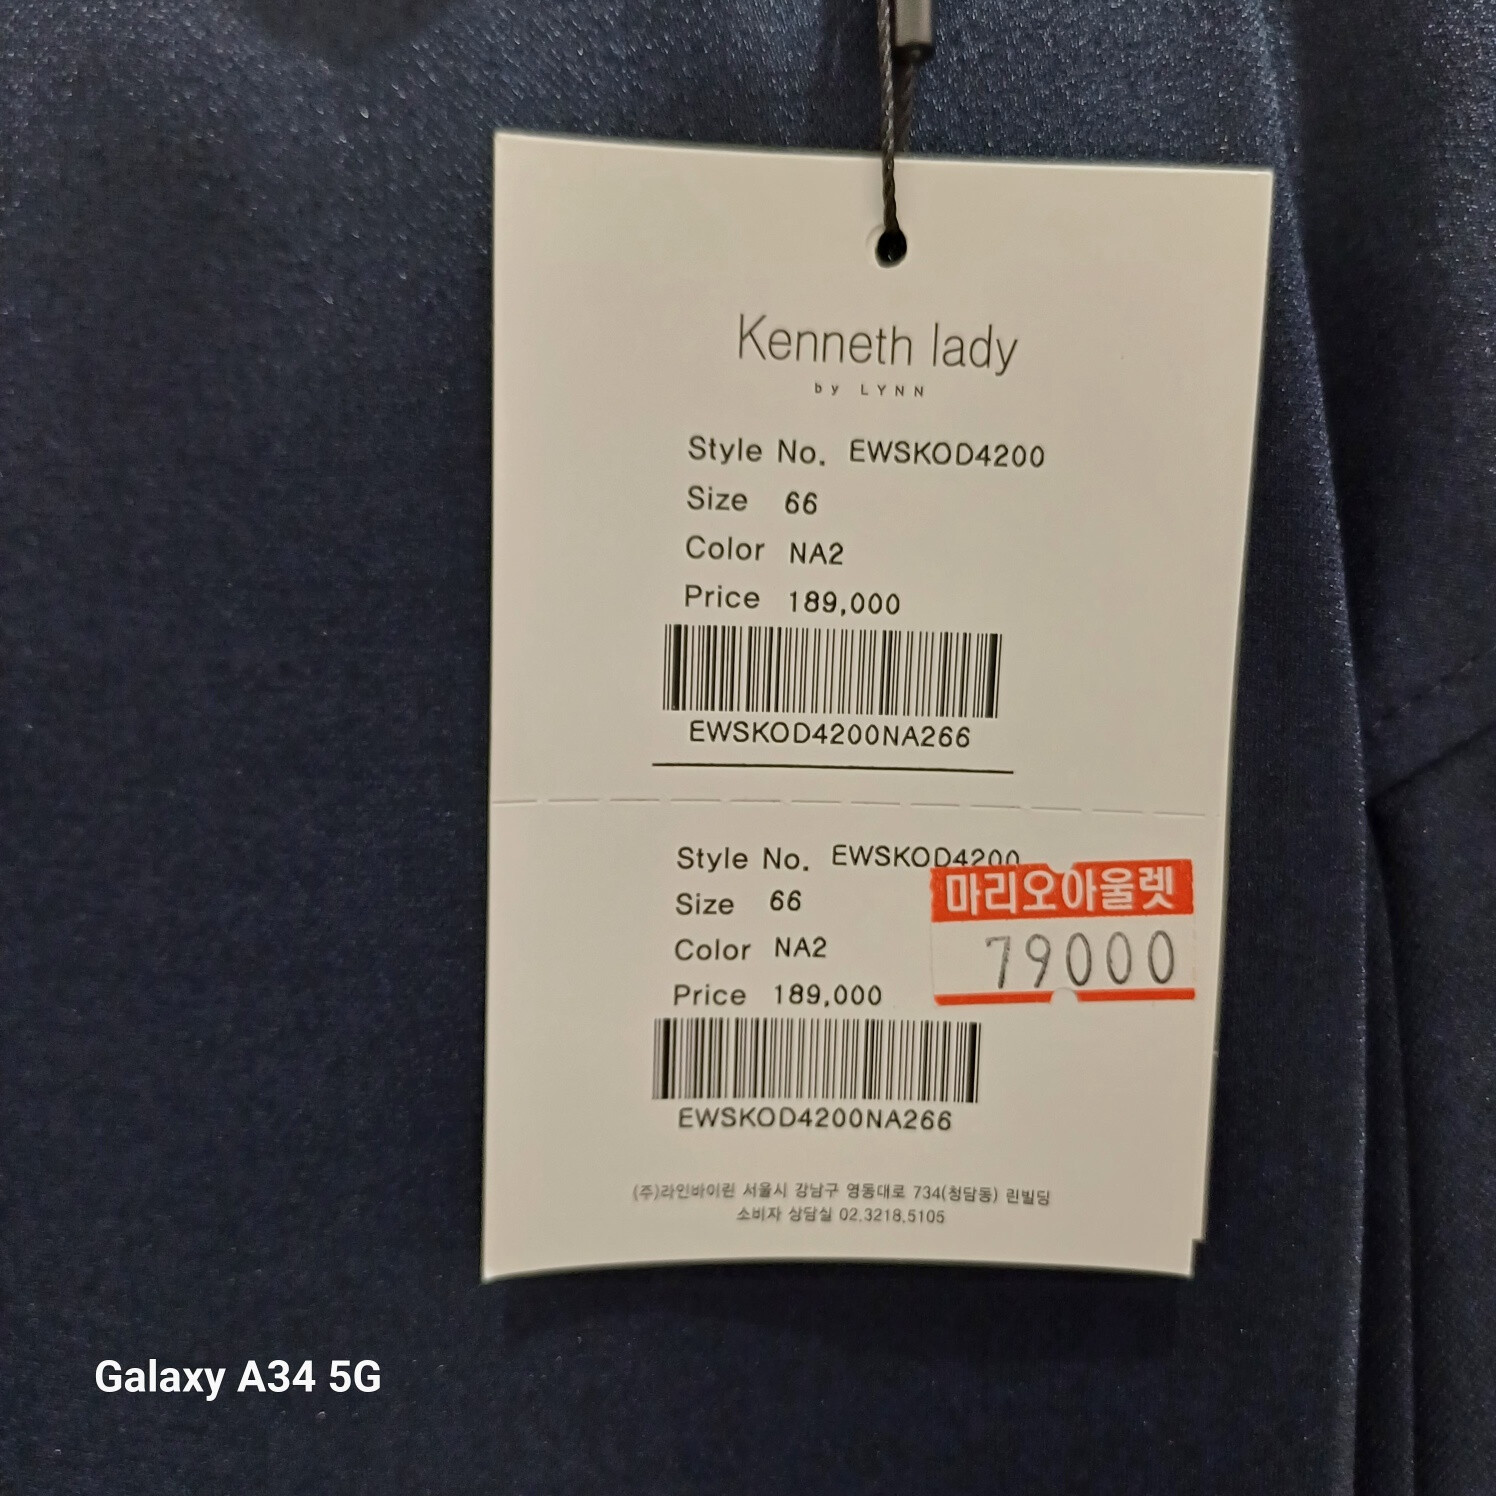 Kenneth lady
by LYNN
Style No. EWSKOD4200
Size 66
Color NA2
Price 189,000
EWSKOD4200NA266
Style No. EWSKOD4200
Size 66
Color NA2
Price 189,000
마리오아울렛
79000
EWSKOD4200NA266
(주)라인바이린 서울시 강남구 영동대로 734(청담동) 린빌딩
소비자 상담실 02.3218.5105
Galaxy A34 5G